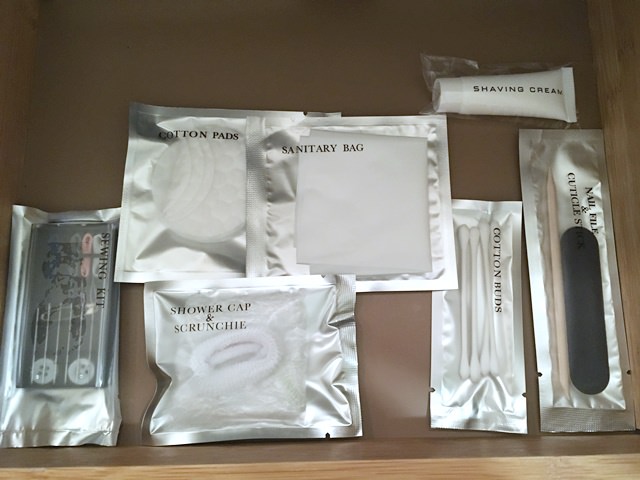 SHAVING CREAM
COTTON PADS
SANITARY BAG
NAIL FILE
&
CUTICLE STICK
SEWING KIT
COTTON BUDS
SHOWER CAP
&
SCRUNCHIE